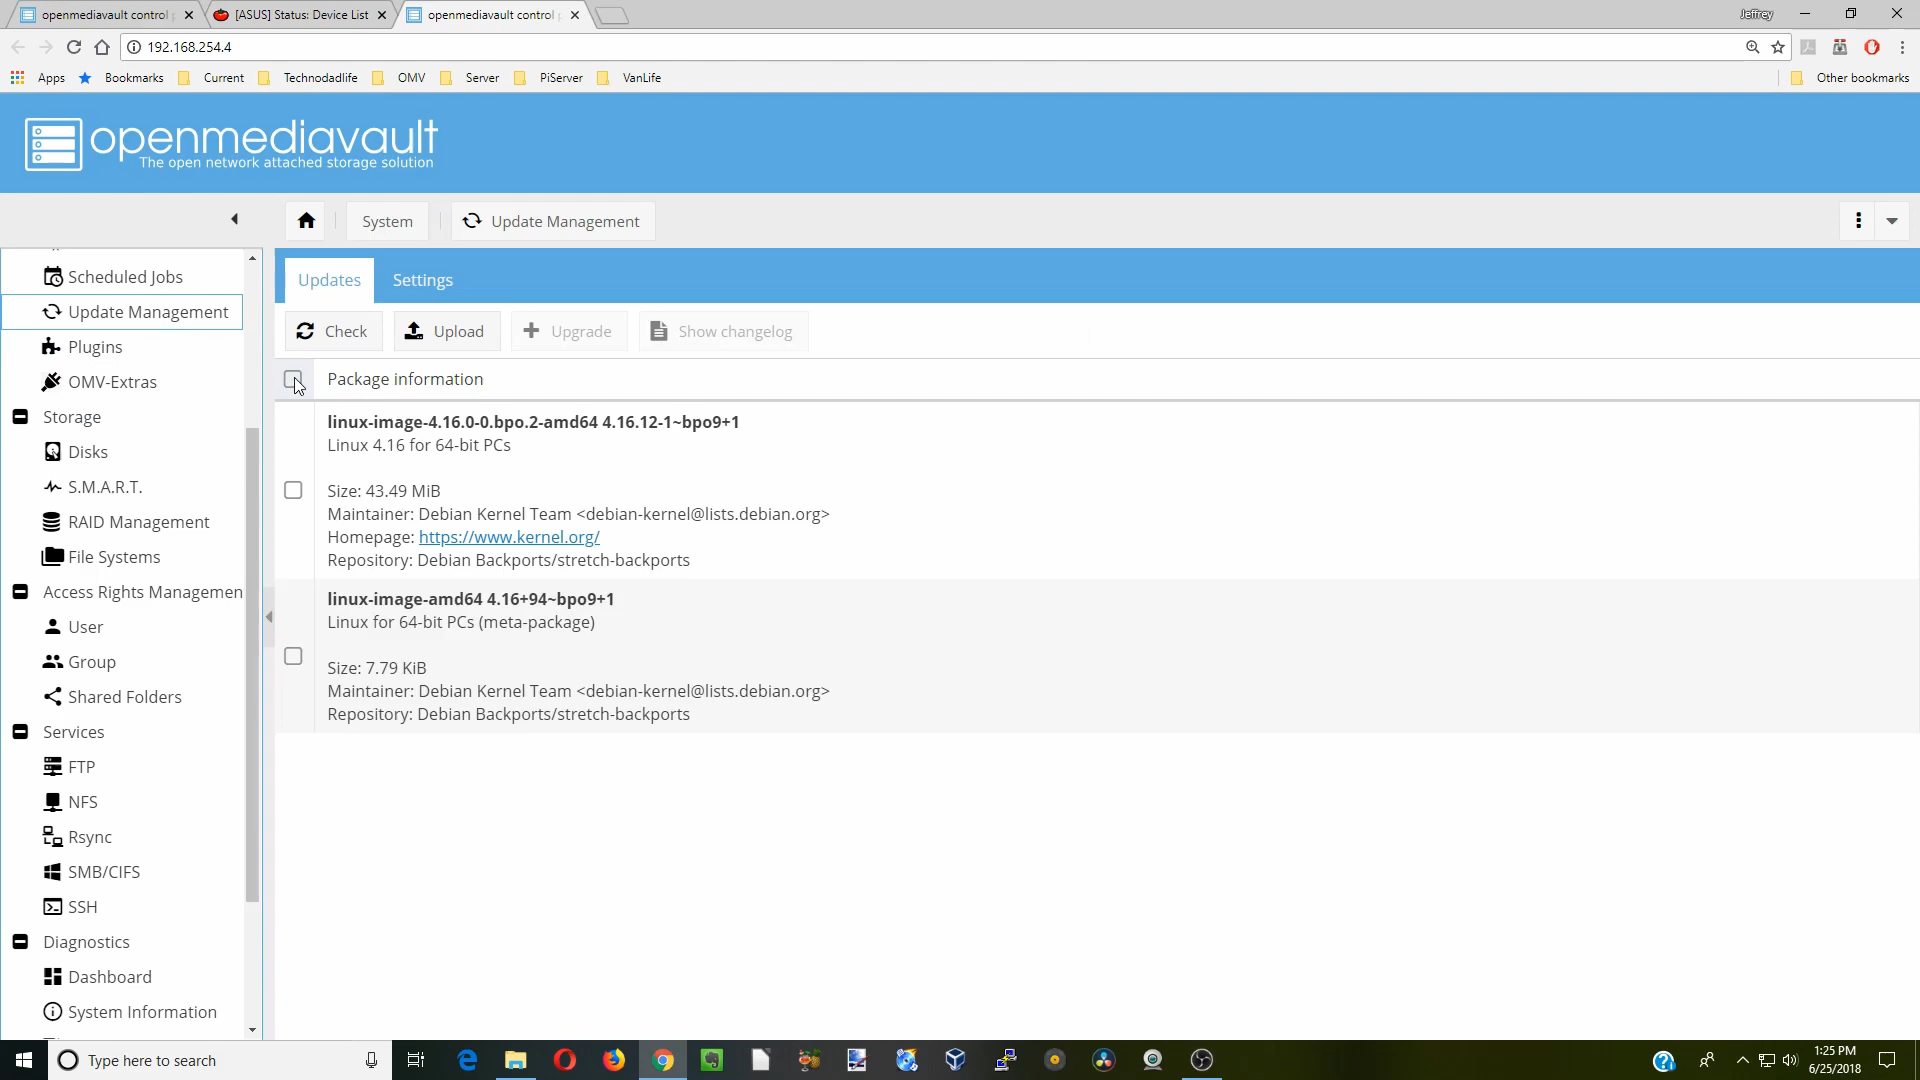 openmediavault control p
[ASUS] Status: Device List
openmediavault control p
Jeffrey
192.168.254.4
Apps
Bookmarks
Current
Technodadlife
OMV
Server
PiServer
VanLife
Other bookmarks
openmediavault
The open network attached storage solution
System
Update Management
Scheduled Jobs
Update Management
Plugins
OMV-Extras
Storage
Disks
S.M.A.R.T.
RAID Management
File Systems
Access Rights Managemen
User
Group
Shared Folders
Services
FTP
NFS
Rsync
SMB/CIFS
SSH
Diagnostics
Dashboard
System Information
Updates
Settings
Check
Upload
Upgrade
Show changelog
Package information
linux-image-4.16.0-0.bpo.2-amd64 4.16.12-1~bpo9+1
Linux 4.16 for 64-bit PCs
Size: 43.49 MiB
Maintainer: Debian Kernel Team <debian-kernel@lists.debian.org>
Homepage: https://www.kernel.org/
Repository: Debian Backports/stretch-backports
linux-image-amd64 4.16+94~bpo9+1
Linux for 64-bit PCs (meta-package)
Size: 7.79 KiB
Maintainer: Debian Kernel Team <debian-kernel@lists.debian.org>
Repository: Debian Backports/stretch-backports
Type here to search
1:25 PM
6/25/2018